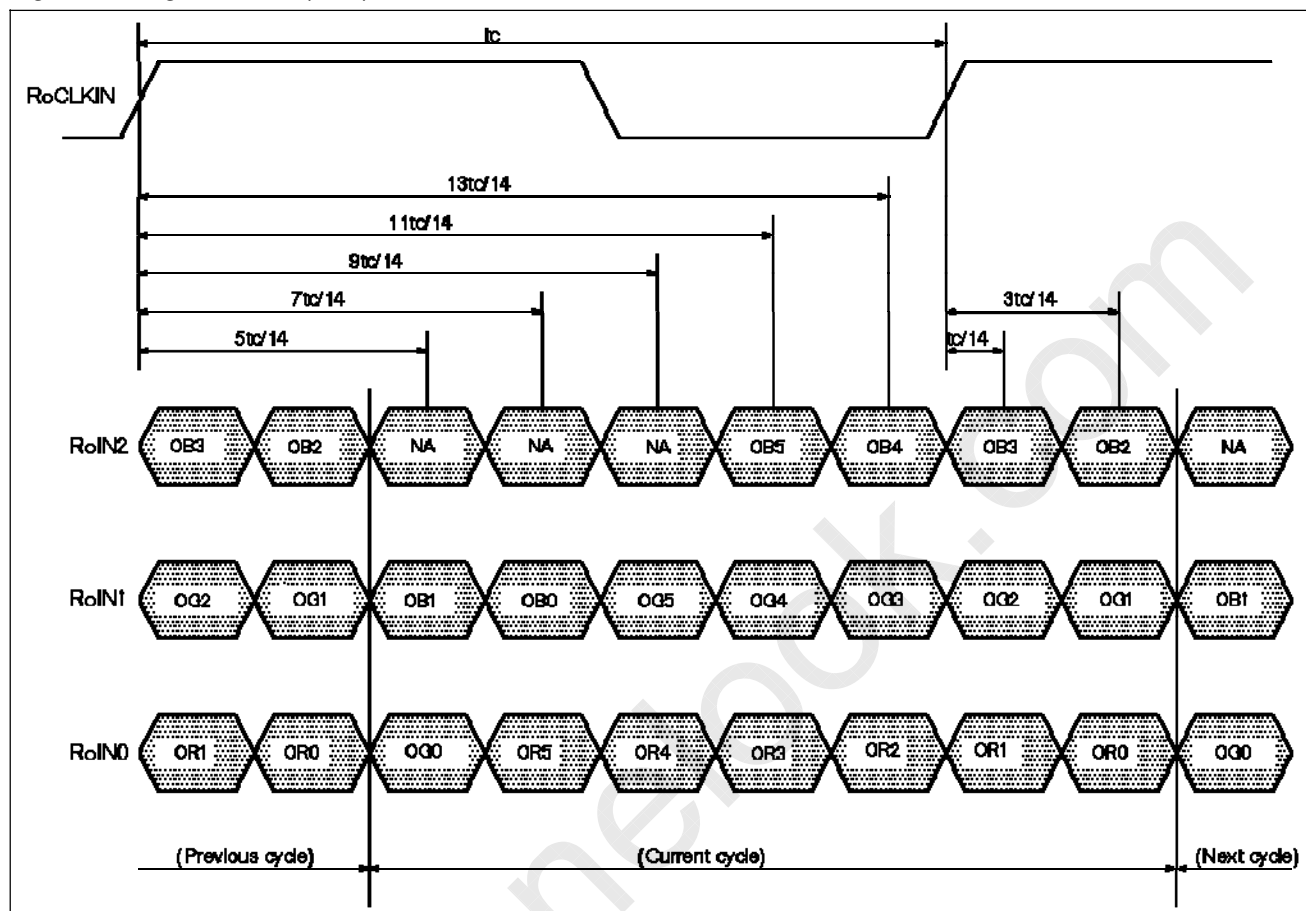 tc
RoCLKIN
13tc/14
11tc/14
9tc/14
7tc/14
3tc/14
5tc/14
tc/14
RoIN2 OB3 OB2 NA NA NA OB5 OB4 OB3 OB2 NA
RoIN1 OG2 OG1 OB1 OB0 OG5 OG4 OG3 OG2 OG1 OB1
RoIN0 OR1 OR0 OG0 OR5 OR4 OR3 OR2 OR1 OR0 OG0
(Previous cycle) (Current cycle) (Next cycle)
nelook.com